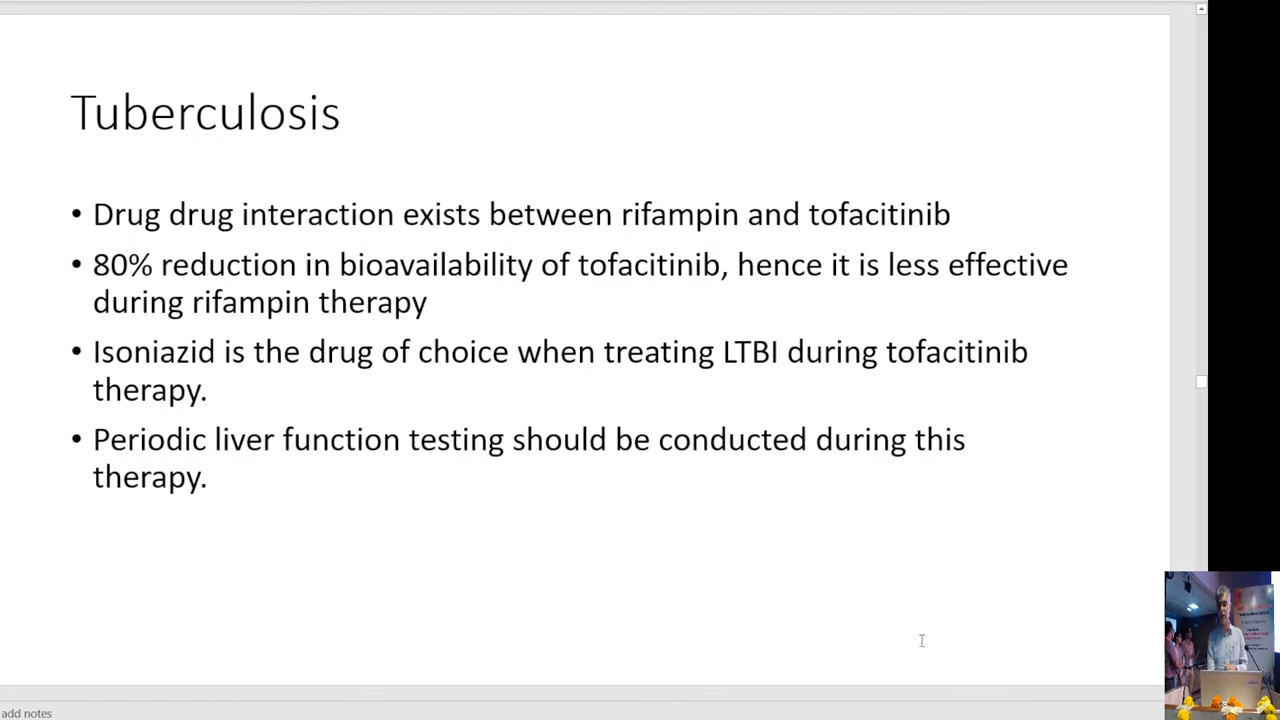 Tuberculosis
• Drug drug interaction exists between rifampin and tofacitinib
• 80% reduction in bioavailability of tofacitinib, hence it is less effective
during rifampin therapy
• Isoniazid is the drug of choice when treating LTBI during tofacitinib
therapy.
• Periodic liver function testing should be conducted during this
therapy.
add notes